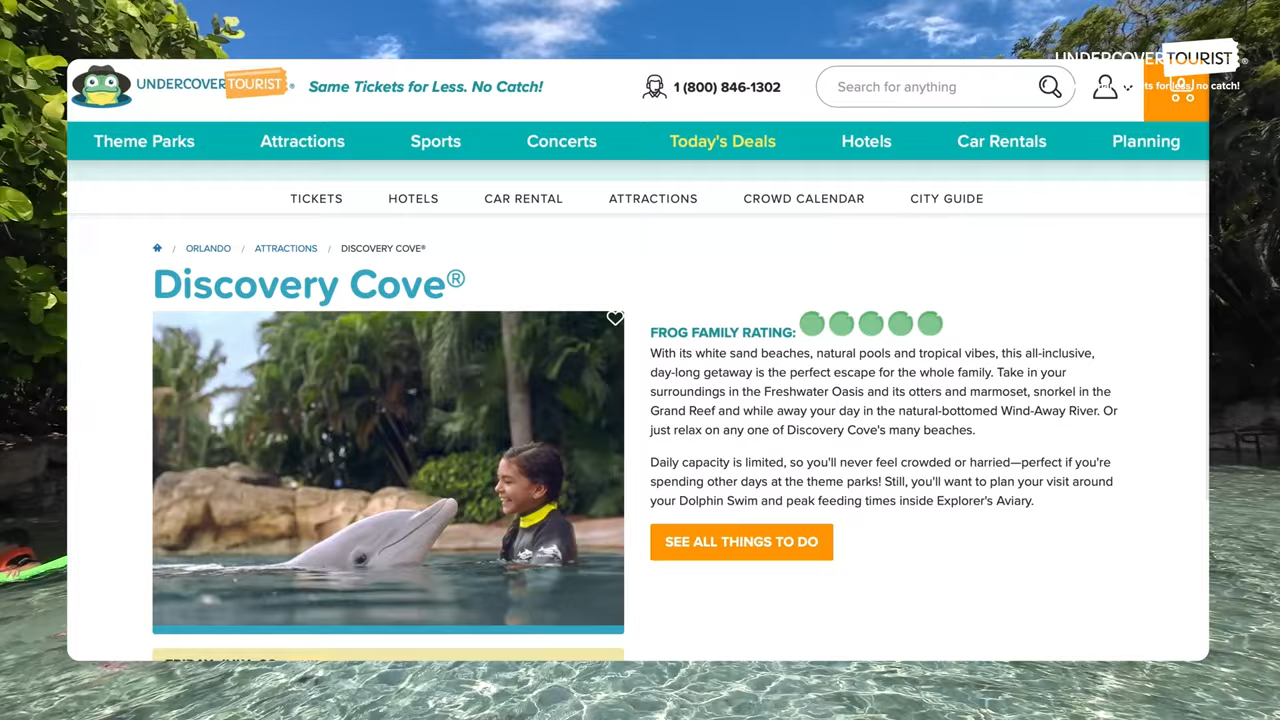 UNDERCOVER TOURIST®
UNDERCOVER TOURIST®
Same Tickets for Less. No Catch!
1 (800) 846-1302
Search for anything
ts for less, no catch!
Theme Parks
Attractions
Sports
Concerts
Today's Deals
Hotels
Car Rentals
Planning
TICKETS
HOTELS
CAR RENTAL
ATTRACTIONS
CROWD CALENDAR
CITY GUIDE
/ ORLANDO / ATTRACTIONS / DISCOVERY COVE®
Discovery Cove®
FROG FAMILY RATING:
With its white sand beaches, natural pools and tropical vibes, this all-inclusive,
day-long getaway is the perfect escape for the whole family. Take in your
surroundings in the Freshwater Oasis and its otters and marmoset, snorkel in the
Grand Reef and while away your day in the natural-bottomed Wind-Away River. Or
just relax on any one of Discovery Cove's many beaches.
Daily capacity is limited, so you'll never feel crowded or harried—perfect if you're
spending other days at the theme parks! Still, you'll want to plan your visit around
your Dolphin Swim and peak feeding times inside Explorer's Aviary.
SEE ALL THINGS TO DO